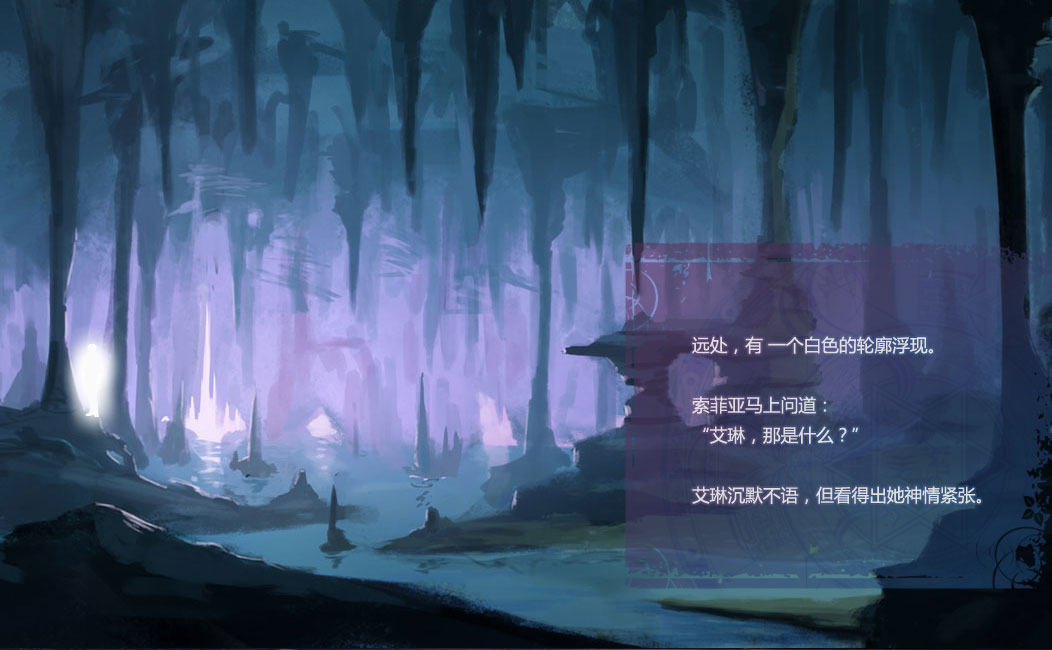 远处，有一个白色的轮廓浮现。
索菲亚马上问道：
“艾琳，那是什么？”
艾琳沉默不语，但看得出她神情紧张。